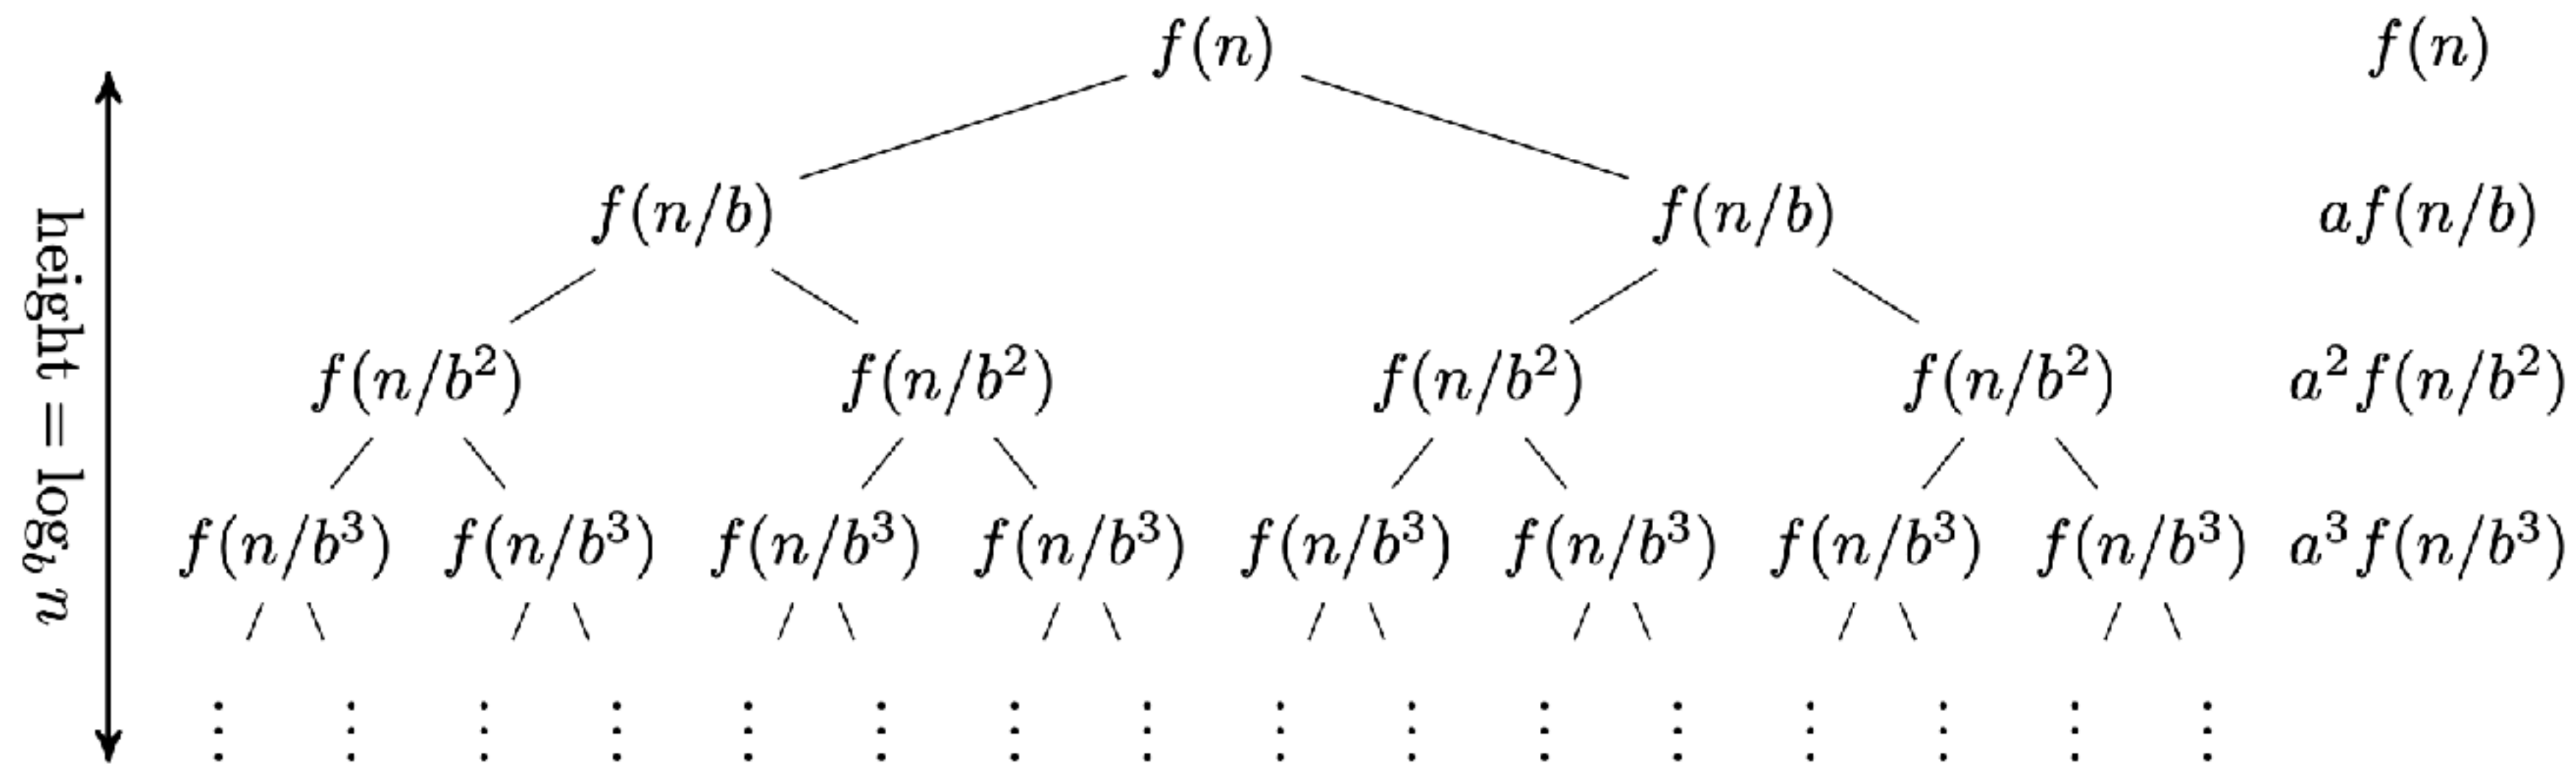 f(n) f(n)
f(n/b) f(n/b) af(n/b)
f(n/b²) f(n/b²) f(n/b²) f(n/b²) a²f(n/b²)
f(n/b³) f(n/b³) f(n/b³) f(n/b³) f(n/b³) f(n/b³) f(n/b³) f(n/b³) a³f(n/b³)
⋮ ⋮ ⋮ ⋮ ⋮ ⋮ ⋮ ⋮ ⋮ ⋮ ⋮ ⋮ ⋮ ⋮ ⋮ ⋮
height = log_b n